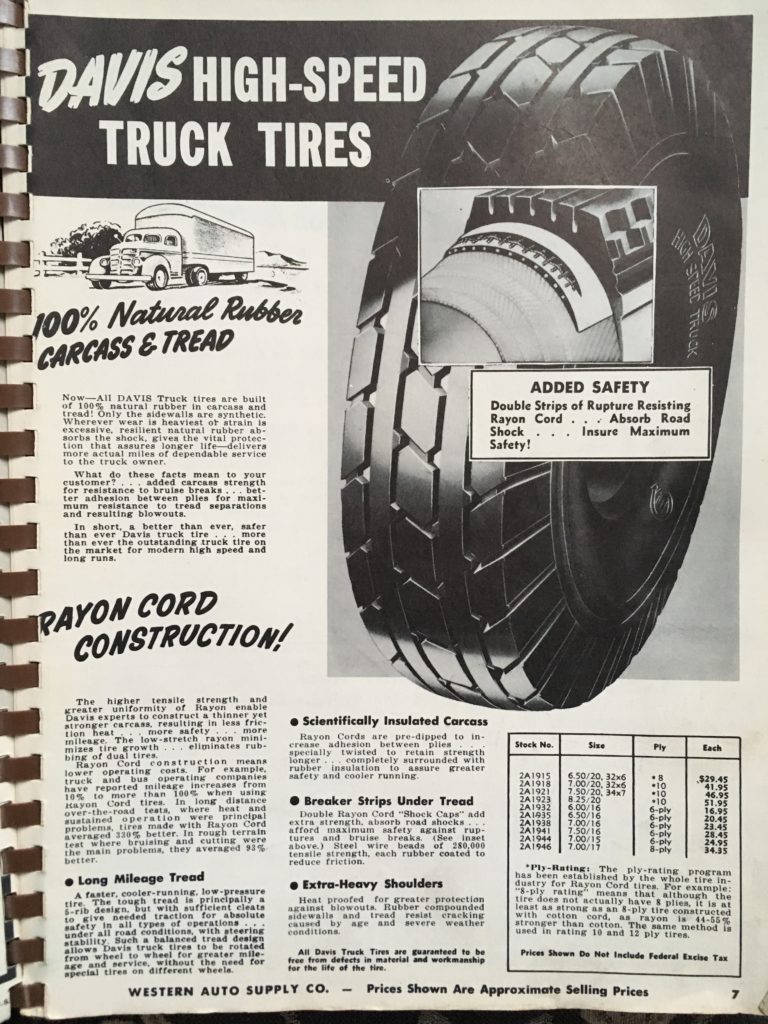 DAVIS HIGH-SPEED
TRUCK TIRES
DAVIS
HIGH SPEED TRUCK
100% Natural Rubber
CARCASS & TREAD
ADDED SAFETY
Double Strips of Rupture Resisting
Rayon Cord . . . Absorb Road
Shock . . . Insure Maximum
Safety!
Now—All DAVIS Truck tires are built
of 100% natural rubber in carcass and
tread! Only the sidewalls are synthetic.
Wherever wear is heaviest or strain is
excessive, resilient natural rubber ab-
sorbs the shock, gives the vital protec-
tion that assures longer life—delivers
more actual miles of dependable service
to the truck owner.
What do these facts mean to your
customer? . . . added carcass strength
for resistance to bruise breaks . . . bet-
ter adhesion between plies for maxi-
mum resistance to tread separations
and resulting blowouts.
In short, a better than ever, safer
than ever Davis truck tire . . . more
than ever the outstanding truck tire on
the market for modern high speed and
long runs.
RAYON CORD
CONSTRUCTION!
The higher tensile strength and
greater uniformity of Rayon enable
Davis experts to construct a thinner yet
stronger carcass, resulting in less fric-
tion heat . . . more safety . . . more
mileage. The low-stretch rayon mini-
mizes tire growth . . . eliminates rub-
bing of dual tires.
Rayon Cord construction means
lower operating costs. For example,
truck and bus operating companies
have reported mileage increases from
10% to more than 100% when using
Rayon Cord tires. In long distance
over-the-road tests, where heat and
sustained operation were principal
problems, tires made with Rayon Cord
averaged 330% better. In rough terrain
test where bruising and cutting were
the main problems, they averaged 93%
better.
● Long Mileage Tread
A faster, cooler-running, low-pressure
tire. The tough tread is principally a
5-rib design, but with sufficient cleats
to give needed traction for absolute
safety in all types of operations . . .
under all road conditions, with steering
stability. Such a balanced tread design
allows Davis truck tires to be rotated
from wheel to wheel for greater mile-
age and service, without the need for
special tires on different wheels.
● Scientifically Insulated Carcass
Rayon Cords are pre-dipped to in-
crease adhesion between plies . .
specially twisted to retain strength
longer . . . completely surrounded with
rubber insulation to assure greater
safety and cooler running.
● Breaker Strips Under Tread
Double Rayon Cord "Shock Caps" add
extra strength, absorb road shocks . . .
afford maximum safety against rup-
tures and bruise breaks. (See inset
above.) Steel wire beads of 280,000
tensile strength, each rubber coated to
reduce friction.
● Extra-Heavy Shoulders
Heat proofed for greater protection
against blowouts. Rubber compounded
sidewalls and tread resist cracking
caused by age and severe weather
conditions.
All Davis Truck Tires are guaranteed to be
free from defects in material and workmanship
for the life of the tire.
Stock No. Size Ply Each
2A1915 6.50/20, 32x6 *8 $29.45
2A1918 7.00/20, 32x6 *10 41.95
2A1921 7.50/20, 34x7 *10 46.95
2A1923 8.25/20 *10 51.95
2A1932 6.00/16 6-ply 16.95
2A1935 6.50/16 6-ply 20.45
2A1938 7.00/16 6-ply 23.45
2A1941 7.50/16 6-ply 28.45
2A1944 7.00/15 6-ply 24.95
2A1946 7.00/17 8-ply 34.35
*Ply-Rating: The ply-rating program
has been established by the whole tire in-
dustry for Rayon Cord tires. For example:
"8-ply rating" means that although the
tire does not actually have 8 plies, it is at
least as strong as an 8-ply tire constructed
with cotton cord, as rayon is 44-55%
stronger than cotton. The same method is
used in rating 10 and 12 ply tires.
Prices Shown Do Not Include Federal Excise Tax
WESTERN AUTO SUPPLY CO. — Prices Shown Are Approximate Selling Prices 7